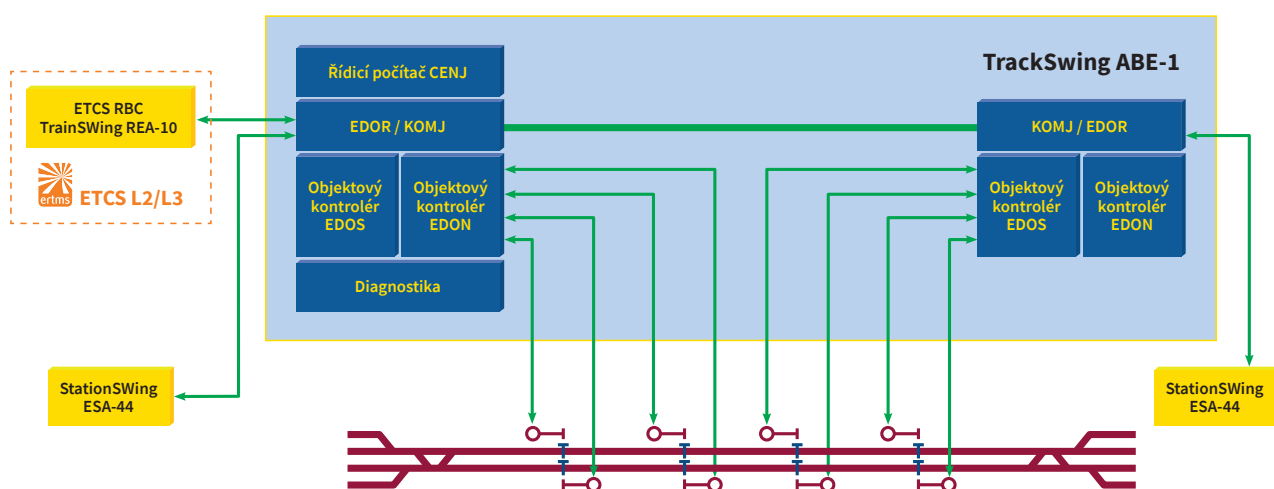 TrackSwing ABE-1
Řídicí počítač CENJ
ETCS RBC
TrainSWing REA-10
ertms
ETCS L2/L3
EDOR / KOMJ
KOMJ / EDOR
Objektový
kontrolér
EDOS
Objektový
kontrolér
EDON
Objektový
kontrolér
EDOS
Objektový
kontrolér
EDON
Diagnostika
StationSWing
ESA-44
StationSWing
ESA-44